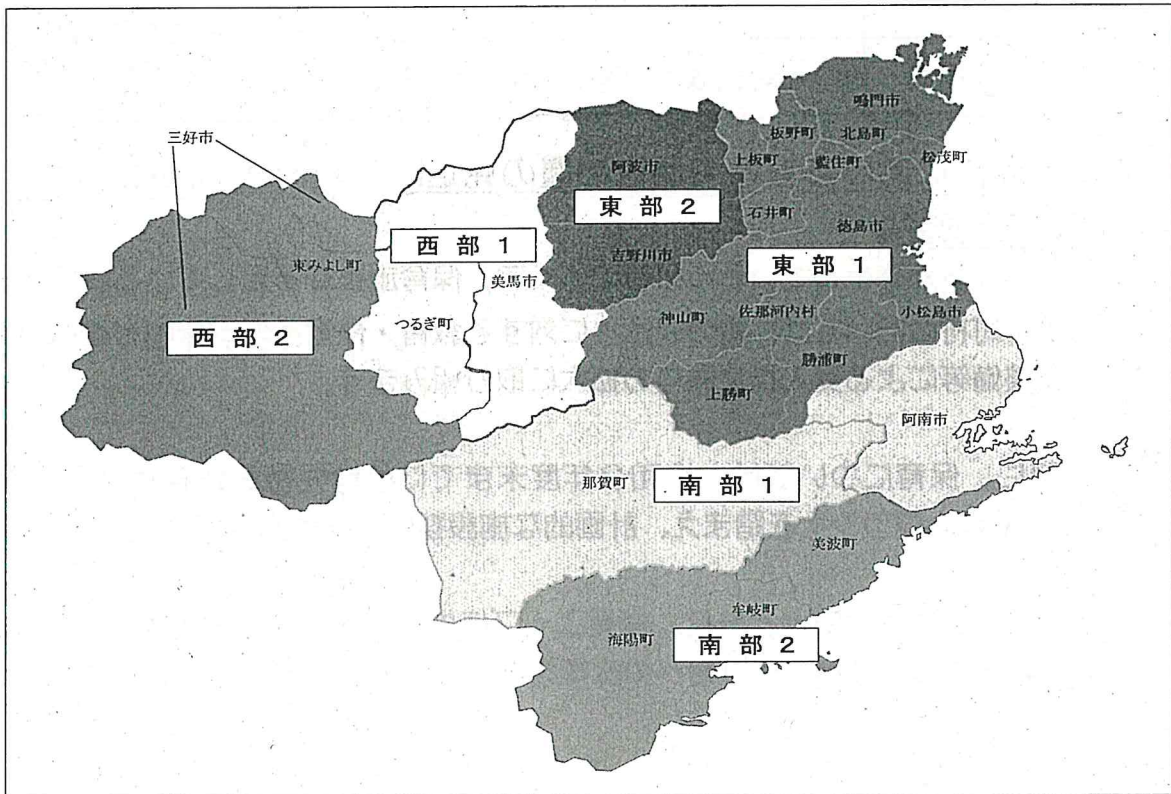 鳴門市
板野町
北島町
三好市
上板町
藍住町
松茂町
阿波市
東部2
石井町
徳島市
西部1
吉野川市
東部1
東みよし町
美馬市
つるぎ町
神山町
佐那河内村
小松島市
西部2
勝浦町
上勝町
阿南市
那賀町
南部1
美波町
牟岐町
海陽町
南部2